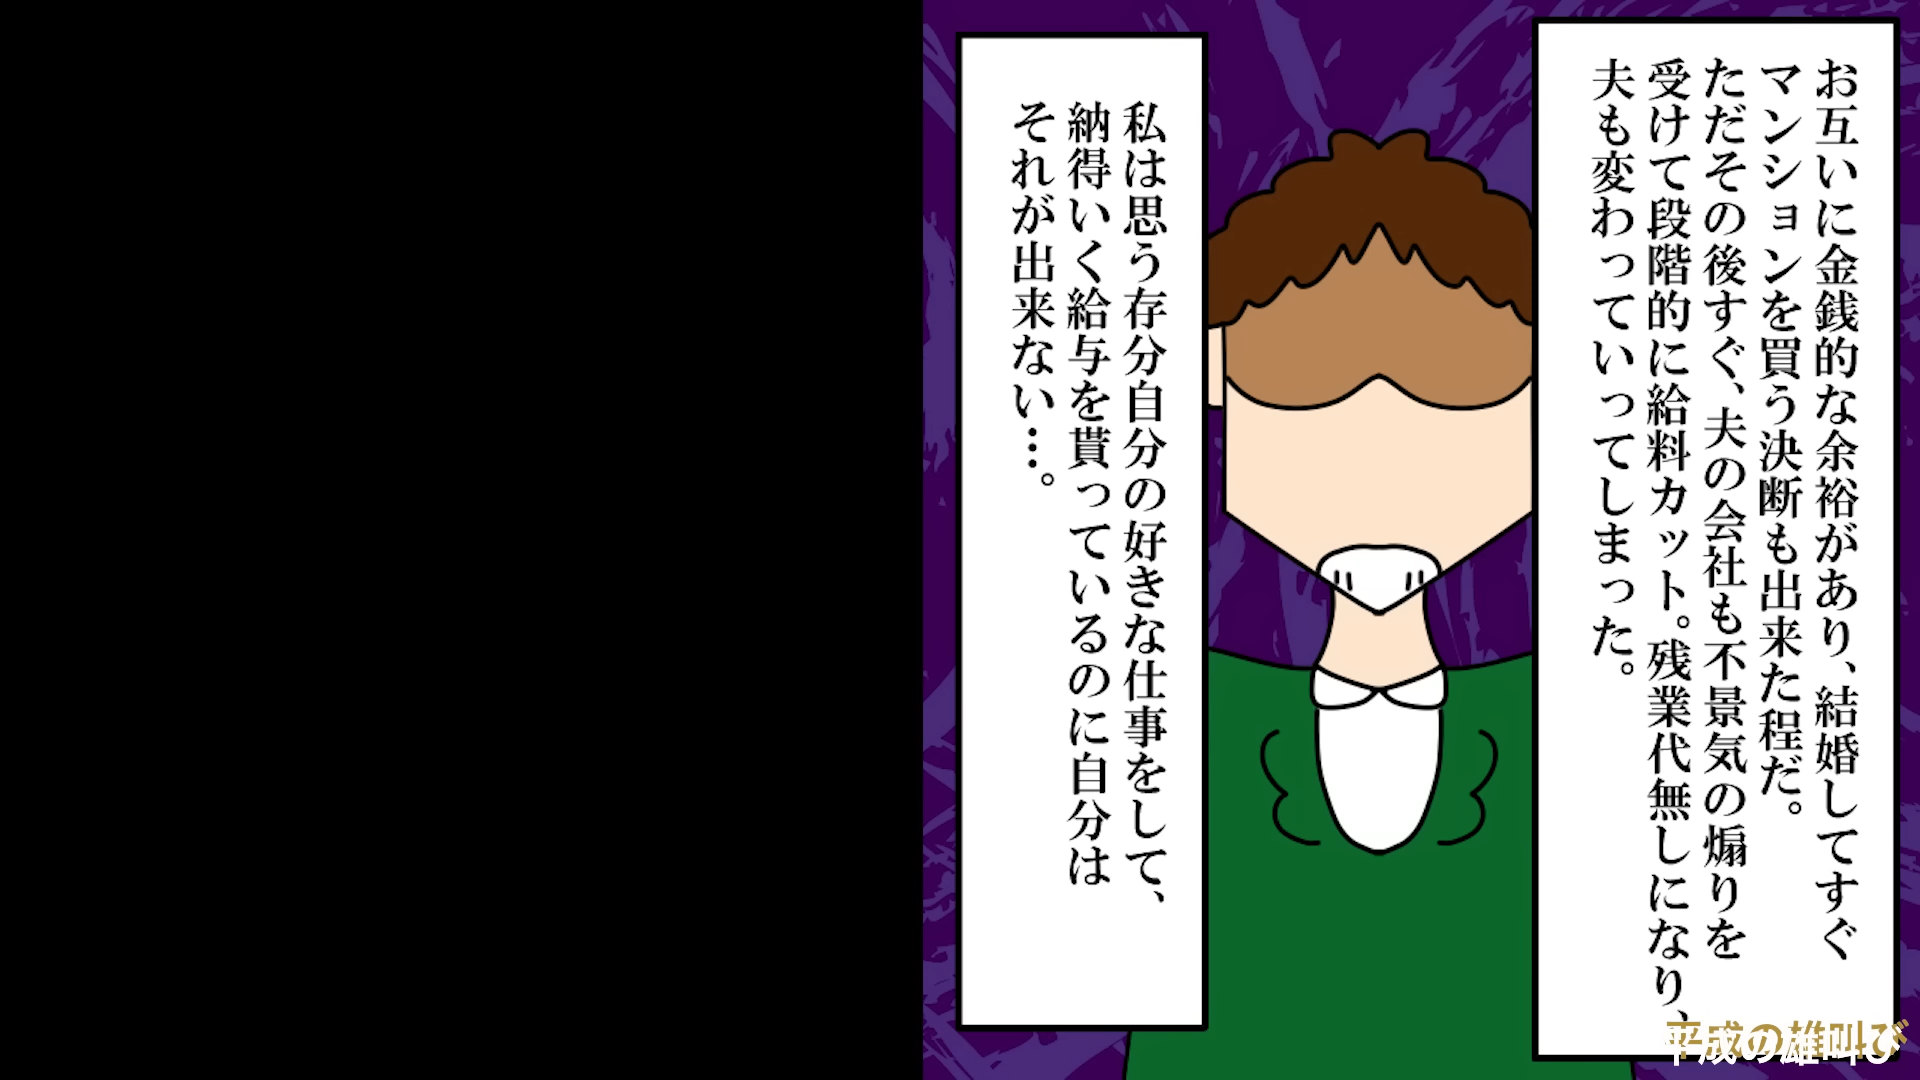 お互いに金銭的な余裕があり、結婚してすぐ
マンションを買う決断も出来た程だ。
ただその後すぐ、夫の会社も不景気の煽りを
受けて段階的に給料カット。残業代無しになり、
夫も変わっていってしまった。
私は思う存分自分の好きな仕事をして、
納得いく給与を貰っているのに自分は
それが出来ない…。
平成の雄叫び